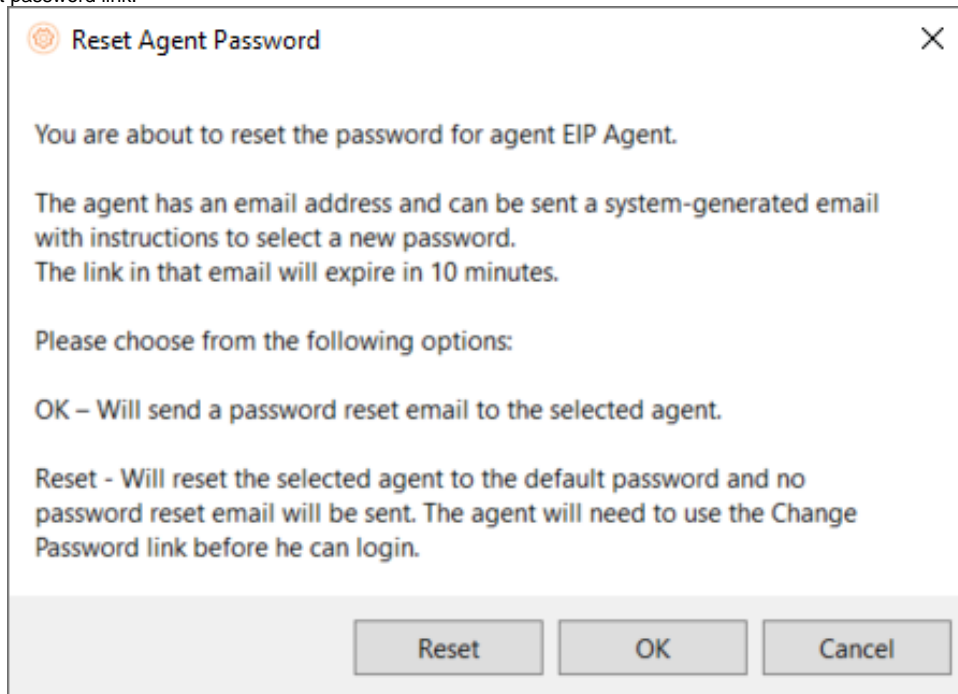 password link.
Reset Agent Password
You are about to reset the password for agent EIP Agent.
The agent has an email address and can be sent a system-generated email
with instructions to select a new password.
The link in that email will expire in 10 minutes.
Please choose from the following options:
OK – Will send a password reset email to the selected agent.
Reset - Will reset the selected agent to the default password and no
password reset email will be sent. The agent will need to use the Change
Password link before he can login.
Reset OK Cancel